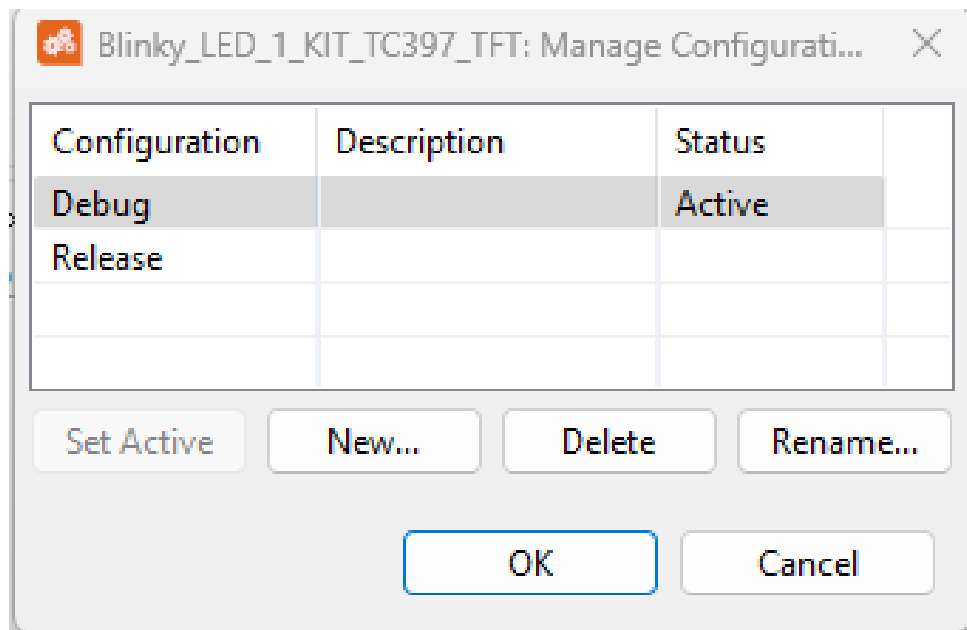 Blinky_LED_1_KIT_TC397_TFT: Manage Configurati...
Configuration Description Status
Debug Active
Release
Set Active New... Delete Rename...
OK Cancel